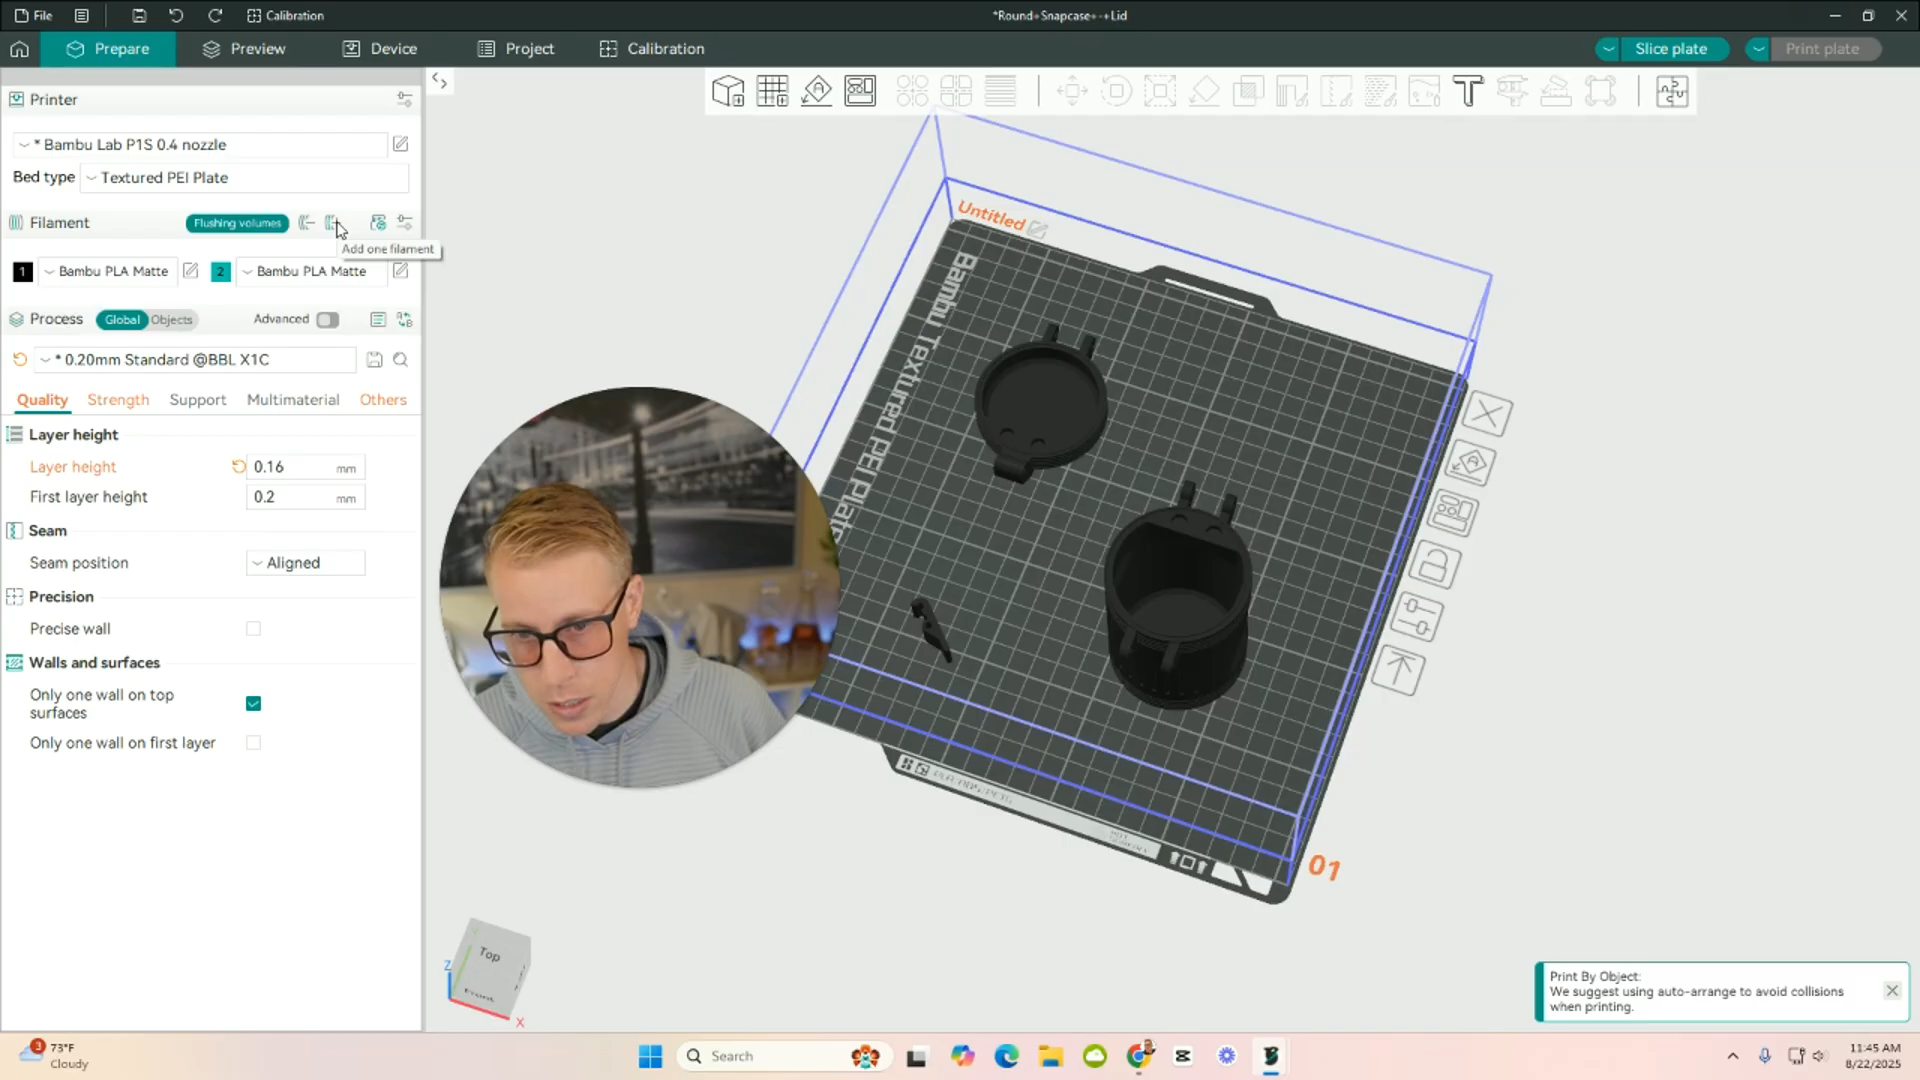 File
Calibration
*Round+Snapcase+-+Lid
Prepare
Preview
Device
Project
Calibration
Slice plate
Print plate
Printer
* Bambu Lab P1S 0.4 nozzle
Bed type
Textured PEI Plate
Filament
Flushing volumes
Add one filament
1
Bambu PLA Matte
2
Bambu PLA Matte
Process
Global
Objects
Advanced
* 0.20mm Standard @BBL X1C
Quality
Strength
Support
Multimaterial
Others
Layer height
Layer height
0.16
mm
First layer height
0.2
mm
Seam
Seam position
Aligned
Precision
Precise wall
Walls and surfaces
Only one wall on top
surfaces
Only one wall on first layer
Untitled
Bambu Textured PEI Plate
01
Top
Front
Z
X
Print By Object:
We suggest using auto-arrange to avoid collisions
when printing.
3
73°F
Cloudy
Search
11:45 AM
8/22/2025